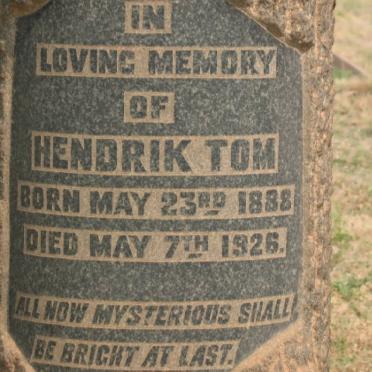 IN
LOVING MEMORY
OF
HENDRIK TOM
BORN MAY 23RD 1888
DIED MAY 7TH 1926.
ALL NOW MYSTERIOUS SHALL
BE BRIGHT AT LAST.